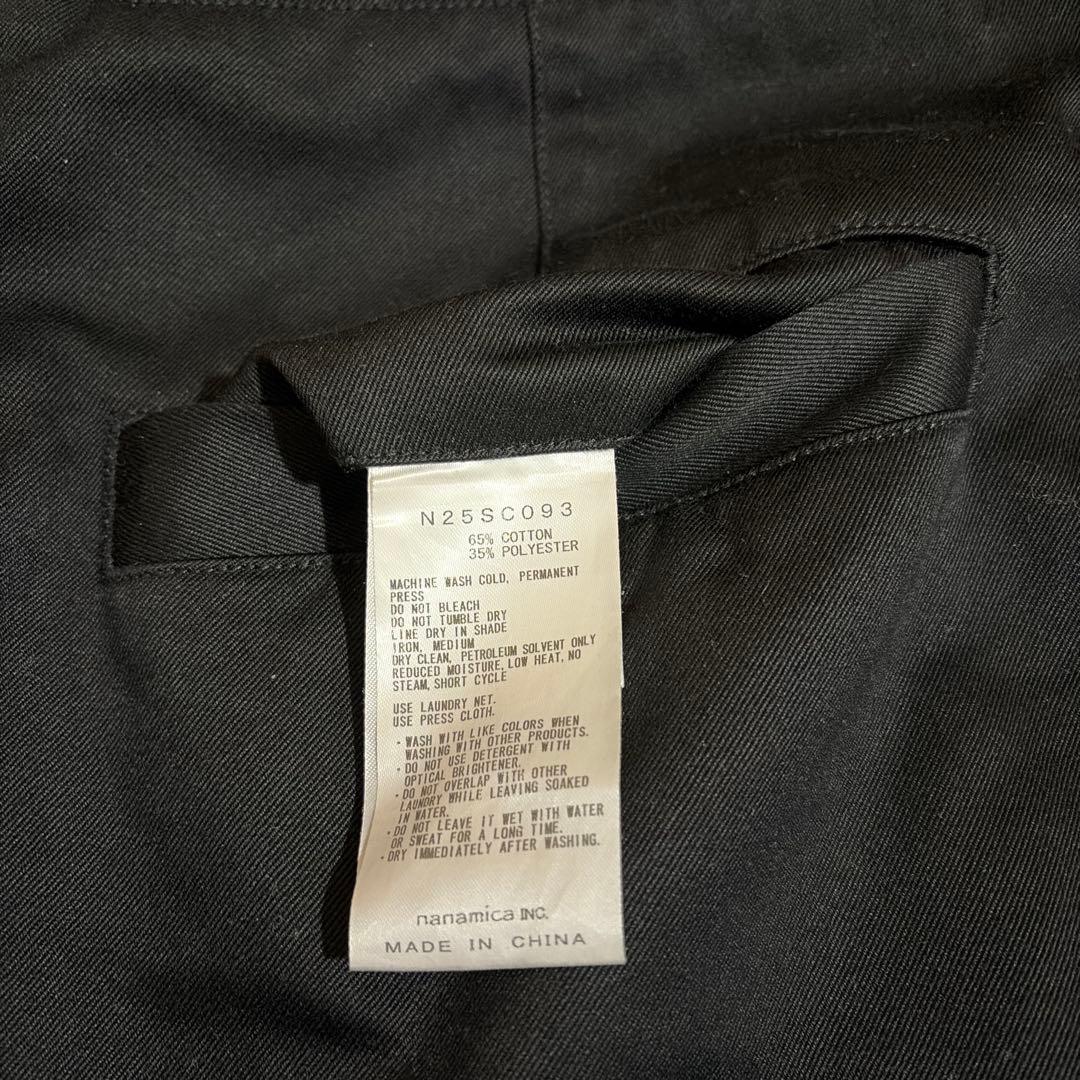 N25SC093
65% COTTON
35% POLYESTER
MACHINE WASH COLD, PERMANENT
PRESS
DO NOT BLEACH
DO NOT TUMBLE DRY
LINE DRY IN SHADE
IRON, MEDIUM
DRY CLEAN, PETROLEUM SOLVENT ONLY
REDUCED MOISTURE, LOW HEAT, NO
STEAM, SHORT CYCLE
USE LAUNDRY NET.
USE PRESS CLOTH.
・WASH WITH LIKE COLORS WHEN
WASHING WITH OTHER PRODUCTS.
・DO NOT USE DETERGENT WITH
OPTICAL BRIGHTENER.
・DO NOT OVERLAP WITH OTHER
LAUNDRY WHILE LEAVING SOAKED
IN WATER.
・DO NOT LEAVE IT WET WITH WATER
OR SWEAT FOR A LONG TIME.
・DRY IMMEDIATELY AFTER WASHING.
nanamica INC.
MADE IN CHINA